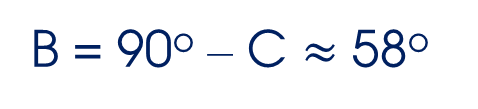 B = 90° – C ≈ 58°